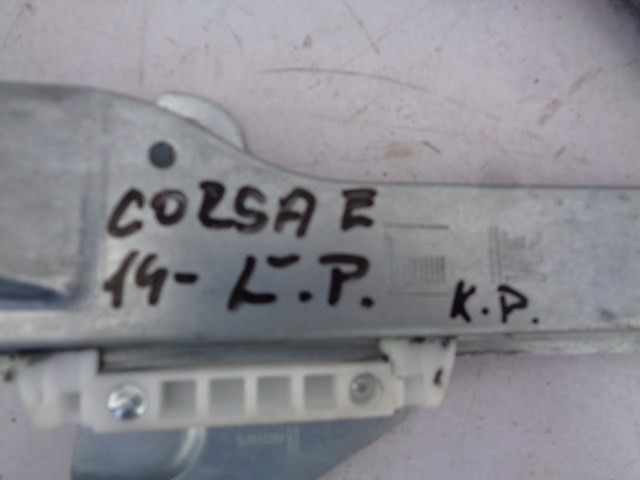 CORSA E
14- L.P.
K.P.